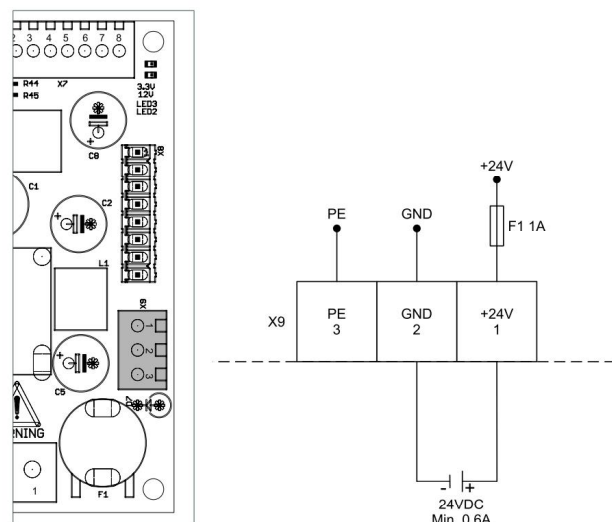 2 3 4 5 6 7 8
R44
R45
X7
3.3V
12V
LED3
LED2
+
C8
X8
1
C1
C2
+
L1
X9
1
2
3
+
C5
RNING
1
F1
+24V
PE
GND
F1 1A
X9
PE
3
GND
2
+24V
1
- +
24VDC
Min. 0.6A